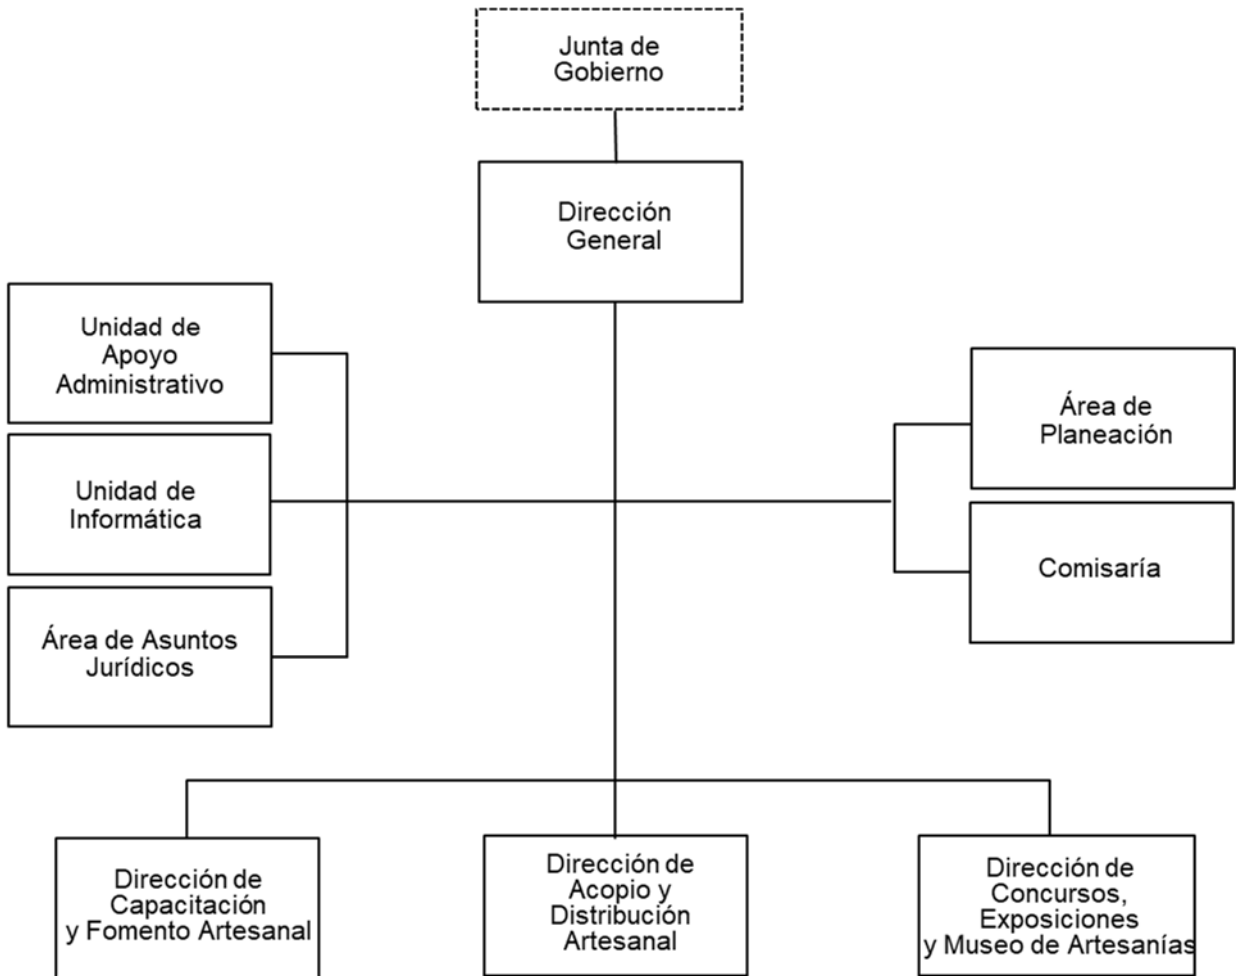 Junta de
Gobierno
Dirección
General
Unidad de
Apoyo
Administrativo
Unidad de
Informática
Área de Asuntos
Jurídicos
Área de
Planeación
Comisaría
Dirección de
Capacitación
y Fomento Artesanal
Dirección de
Acopio y
Distribución
Artesanal
Dirección de
Concursos,
Exposiciones
y Museo de Artesanías